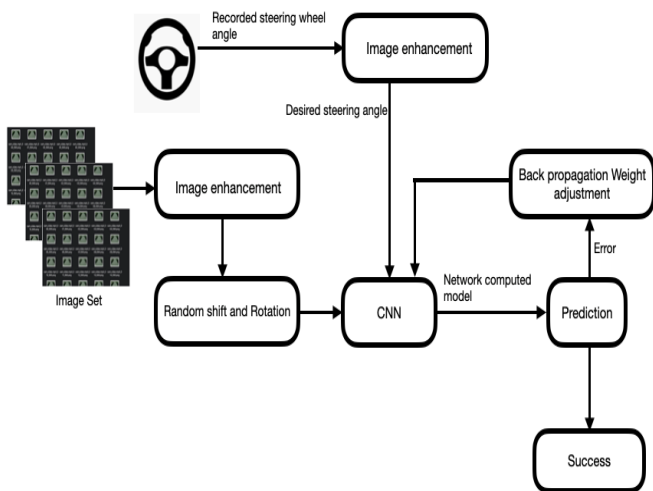 Recorded steering wheel
angle
Image enhancement
Desired steering angle
Image enhancement
Back propagation Weight
adjustment
Error
Image Set
Random shift and Rotation
CNN
Network computed
model
Prediction
Success